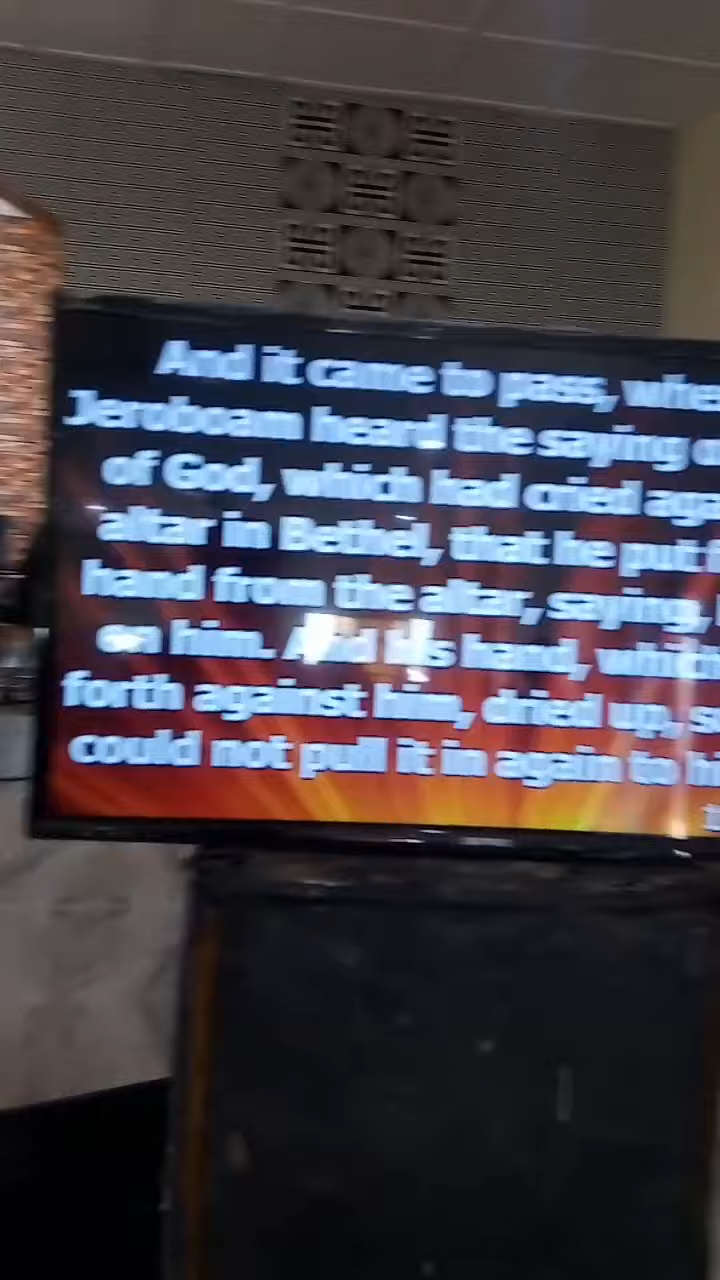 And it came to pass, when
Jeroboam heard the saying o
of God, which had cried aga
altar in Bethel, that he put f
hand from the altar, saying,
on him. And his hand, which
forth against him, dried up, so
could not pull it in again to hi
1